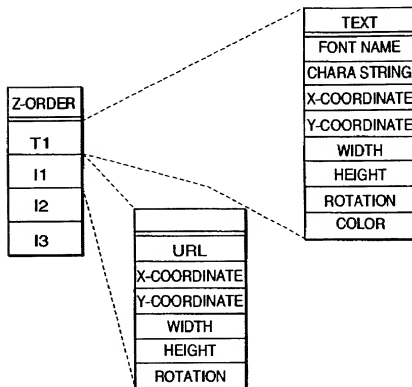 Z-ORDER
T1
I1
I2
I3
TEXT
FONT NAME
CHARA STRING
X-COORDINATE
Y-COORDINATE
WIDTH
HEIGHT
ROTATION
COLOR
URL
X-COORDINATE
Y-COORDINATE
WIDTH
HEIGHT
ROTATION